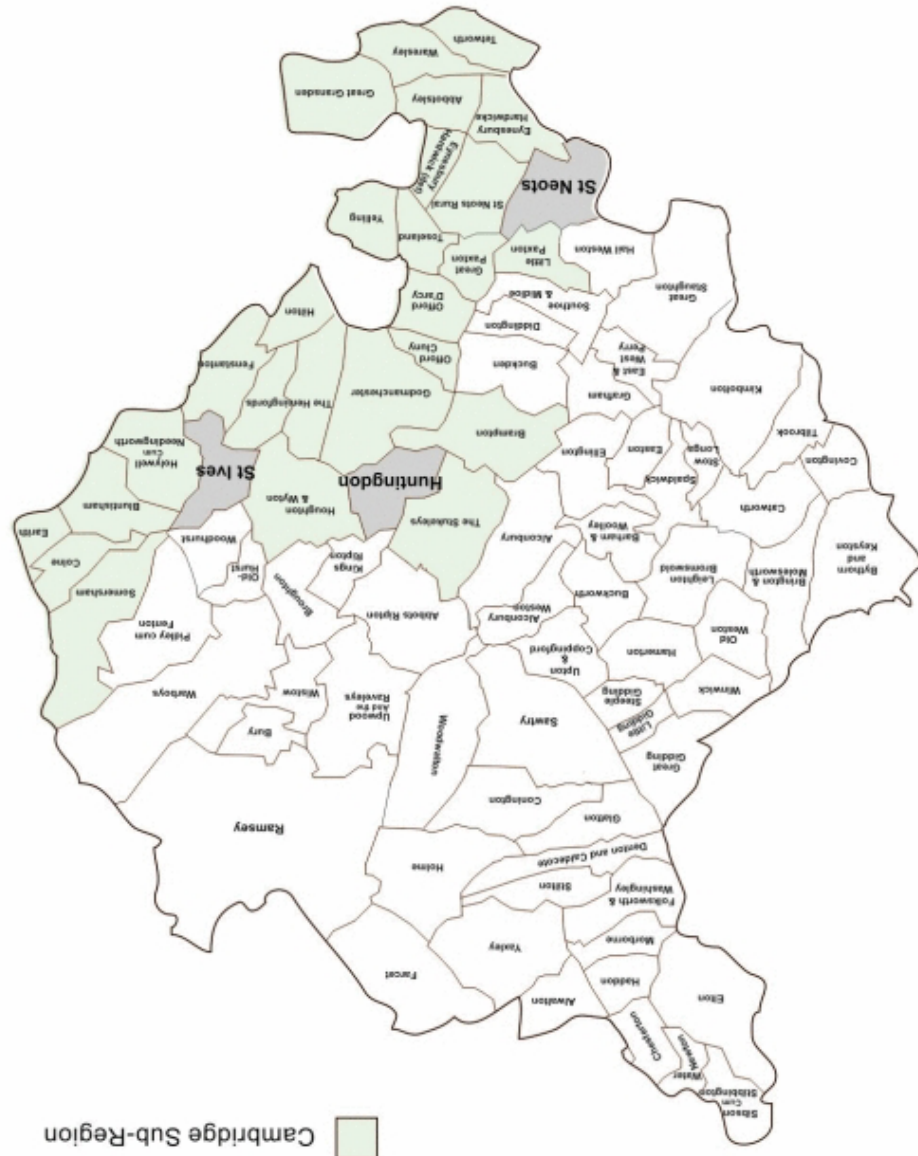 Cambridge Sub-Region
Sibson
Cum
Stibbington
Water
Newton
Chesterton
Elton
Haddon
Alwalton
Morborne
Yaxley
Farcet
Folksworth &
Washingley
Stilton
Denton and Caldecote
Holme
Glatton
Conington
Ramsey
Great
Gidding
Little
Gidding
Steeple
Gidding
Winwick
Sawtry
Woodwalton
Upwood
And the
Raveleys
Bury
Wistow
Warboys
Old
Weston
Hamerton
Upton
&
Coppingford
Alconbury
Weston
Abbots Ripton
Broughton
Pidley cum
Fenton
Somersham
Bythorn
and
Keyston
Brington
Molesworth &
Leighton
Bromswold
Buckworth
Barham &
Woolley
Alconbury
The Stukeleys
Kings
Ripton
Old-
Hurst
Woodhurst
Colne
Earith
Bluntisham
Catworth
Covington
Tilbrook
Long
Stow
Spaldwick
Easton
Ellington
Brampton
Huntingdon
Houghton
& Wyton
St Ives
Holywell
Cum
Needingworth
Kimbolton
Grafham
East &
West
Perry
Buckden
Godmanchester
The Hemingfords
Fenstanton
Hilton
Great
Staughton
Diddington
Southoe
& Midloe
Offord
Cluny
Offord
D'arcy
Hail Weston
Little
Paxton
Great
Paxton
Toseland
Yelling
St Neots
St Neots Rural
Eynesbury
Hardwick (det)
Eynesbury
Hardwicke
Abbotsley
Great Gransden
Waresley
Tetworth